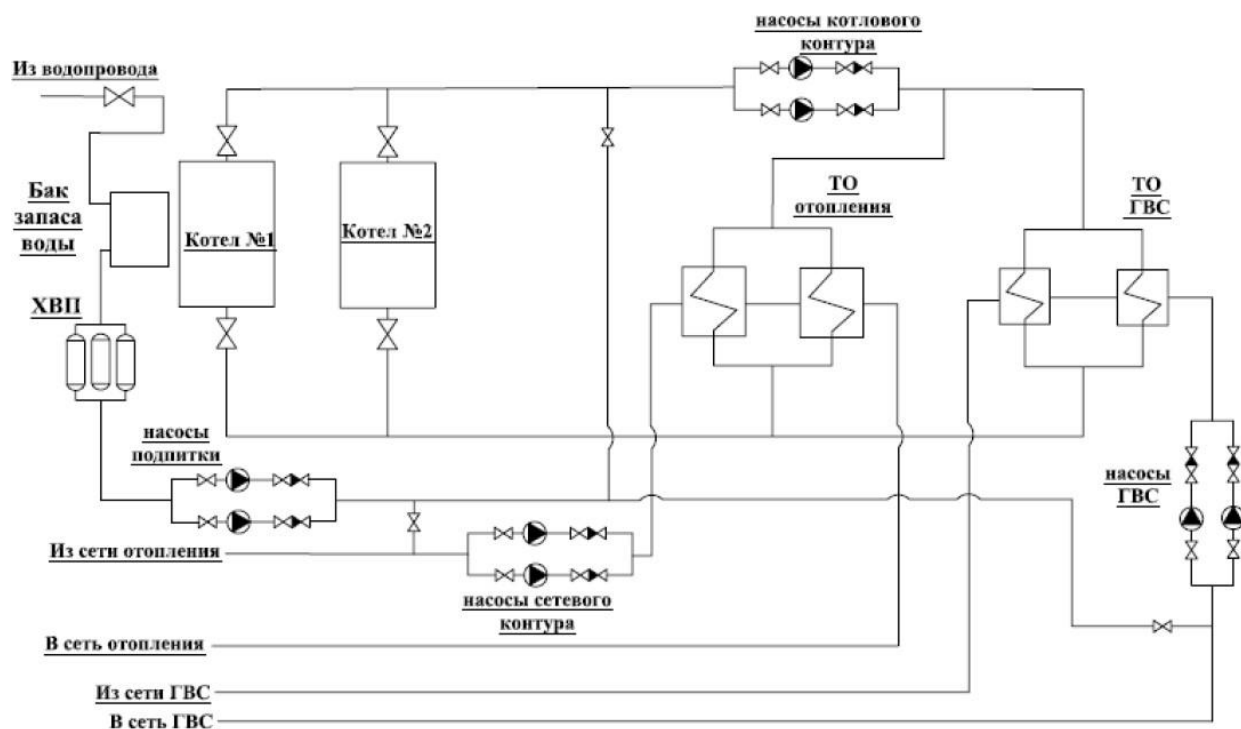 насосы котлового
контура
Из водопровода
Бак
запаса
воды
Котел №1
Котел №2
ТО
отопления
ТО
ГВС
ХВП
насосы
подпитки
насосы
ГВС
Из сети отопления
насосы сетевого
контура
В сеть отопления
Из сети ГВС
В сеть ГВС